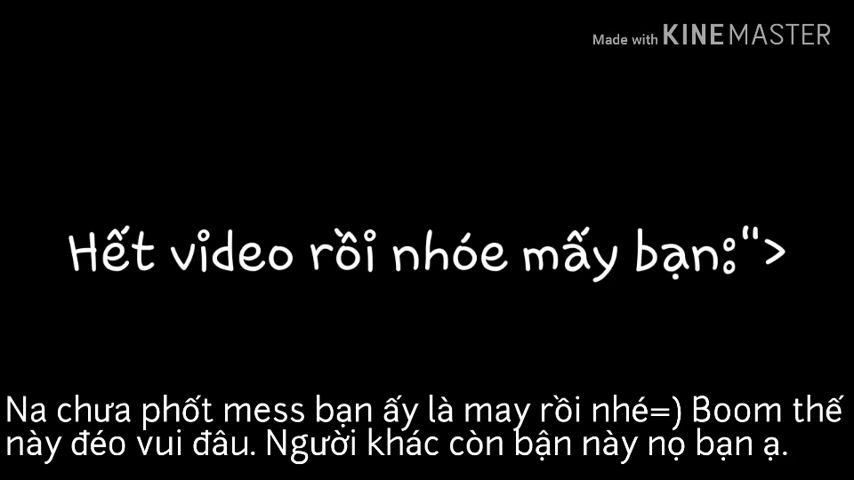 Made with KINEMASTER
Hết video rồi nhóe mấy bạn:">
Na chưa phốt mess bạn ấy là may rồi nhé=) Boom thế
này đéo vui đâu. Người khác còn bận này nọ bạn ạ.